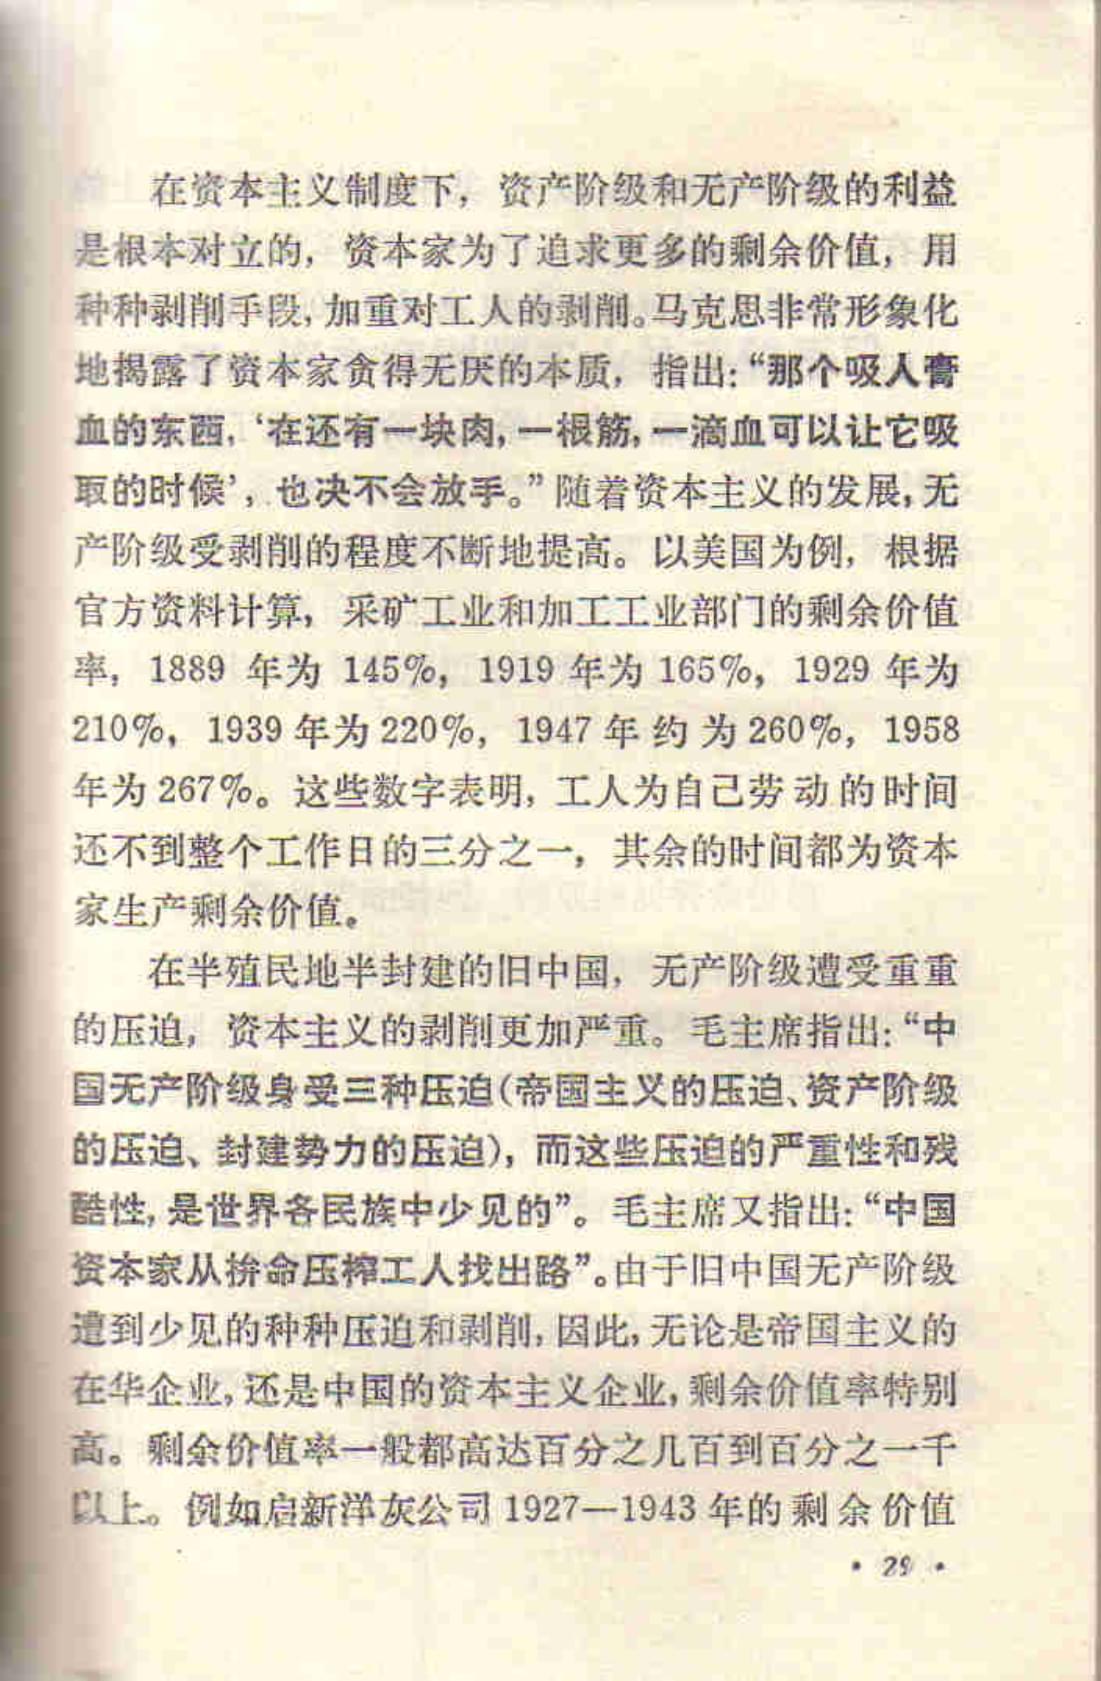 在资本主义制度下，资产阶级和无产阶级的利益
是根本对立的，资本家为了追求更多的剩余价值，用
种种剥削手段，加重对工人的剥削。马克思非常形象化
地揭露了资本家贪得无厌的本质，指出：“那个吸人膏
血的东西，‘在还有一块肉，一根筋，一滴血可以让它吸
取的时候’，也决不会放手。”随着资本主义的发展，无
产阶级受剥削的程度不断地提高。以美国为例，根据
官方资料计算，采矿工业和加工工业部门的剩余价值
率，1889 年为 145%，1919 年为 165%，1929 年为
210%，1939 年为 220%，1947 年约为 260%，1958
年为 267%。这些数字表明，工人为自己劳动的时间
还不到整个工作日的三分之一，其余的时间都为资本
家生产剩余价值。
在半殖民地半封建的旧中国，无产阶级遭受重重
的压迫，资本主义的剥削更加严重。毛主席指出：“中
国无产阶级身受三种压迫（帝国主义的压迫、资产阶级
的压迫、封建势力的压迫），而这些压迫的严重性和残
酷性，是世界各民族中少见的”。毛主席又指出：“中国
资本家从拚命压榨工人找出路”。由于旧中国无产阶级
遭到少见的种种压迫和剥削，因此，无论是帝国主义的
在华企业，还是中国的资本主义企业，剩余价值率特别
高。剩余价值率一般都高达百分之几百到百分之一千
以上。例如启新洋灰公司 1927—1943 年的剩余价值
• 29 •